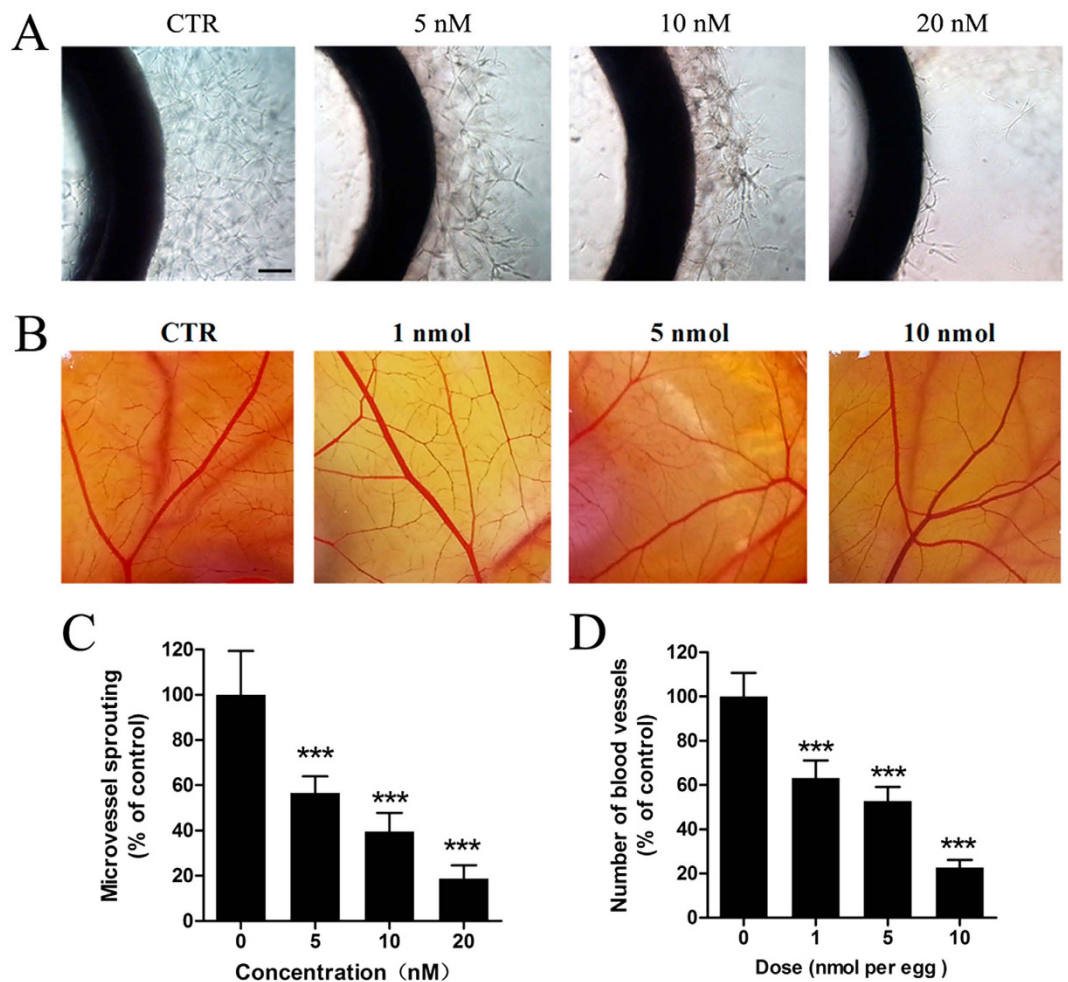 A
CTR 5 nM 10 nM 20 nM
B
CTR 1 nmol 5 nmol 10 nmol
C
Microvessel sprouting
(% of control)
120
100
80
60
40
20
0
***
***
***
0 5 10 20
Concentration（nM）
D
Number of blood vessels
(% of control)
120
100
80
60
40
20
0
***
***
***
0 1 5 10
Dose (nmol per egg )